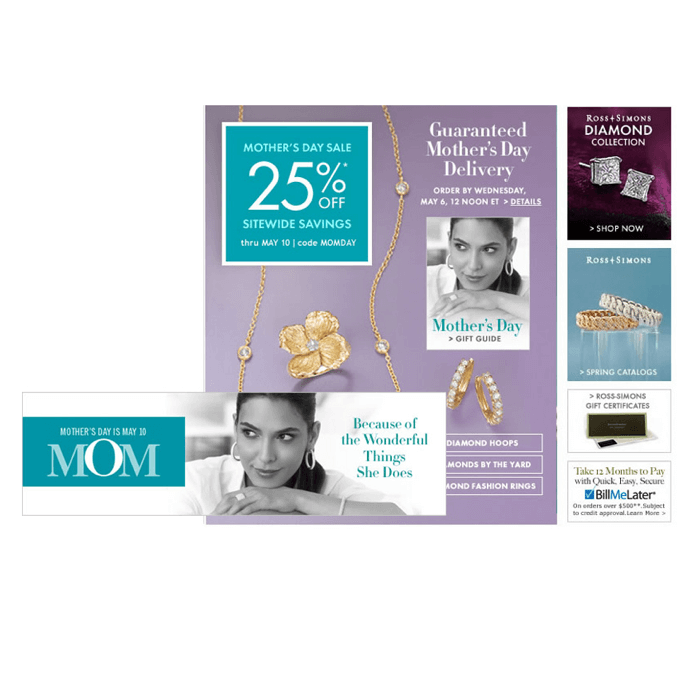 MOTHER'S DAY SALE
25%*
OFF
SITEWIDE SAVINGS
thru MAY 10 | code MOMDAY
Guaranteed
Mother's Day
Delivery
ORDER BY WEDNESDAY,
MAY 6, 12 NOON ET > DETAILS
Mother's Day
> GIFT GUIDE
DIAMOND HOOPS
MONDS BY THE YARD
MOND FASHION RINGS
MOTHER'S DAY IS MAY 10
MOM
Because of
the Wonderful
Things
She Does
ROSS+SIMONS
DIAMOND
COLLECTION
> SHOP NOW
ROSS+SIMONS
> SPRING CATALOGS
> ROSS-SIMONS
GIFT CERTIFICATES
Take 12 Months to Pay
with Quick, Easy, Secure
BillMeLater®
On orders over $500**.Subject
to credit approval.Learn More >